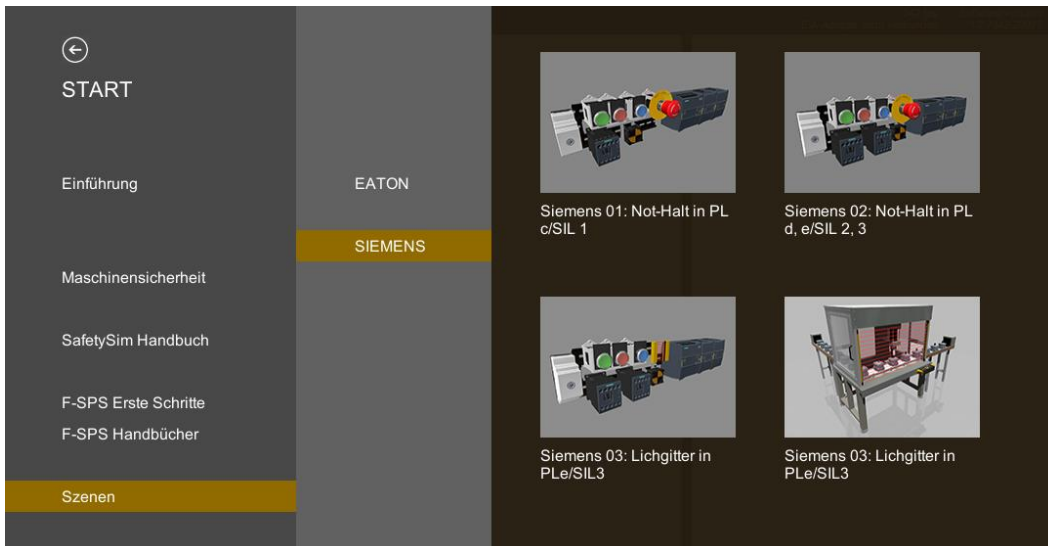 START
Einführung
Maschinensicherheit
SafetySim Handbuch
F-SPS Erste Schritte
F-SPS Handbücher
Szenen
EATON
SIEMENS
Siemens 01: Not-Halt in PL
c/SIL 1
Siemens 02: Not-Halt in PL
d, e/SIL 2, 3
Siemens 03: Lichgitter in
PLe/SIL3
Siemens 03: Lichgitter in
PLe/SIL3